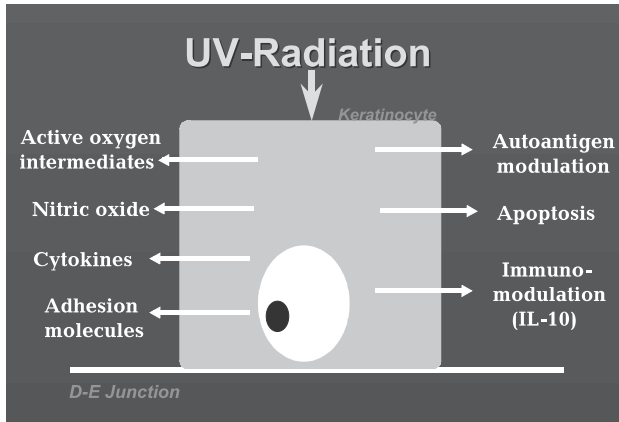 UV-Radiation
Keratinocyte
Active oxygen
intermediates
Nitric oxide
Cytokines
Adhesion
molecules
Autoantigen
modulation
Apoptosis
Immuno-
modulation
(IL-10)
D-E Junction